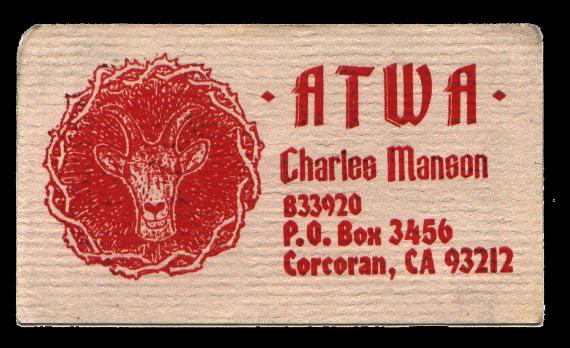 · ATWA ·
Charles Manson
B33920
P.O. Box 3456
Corcoran, CA 93212